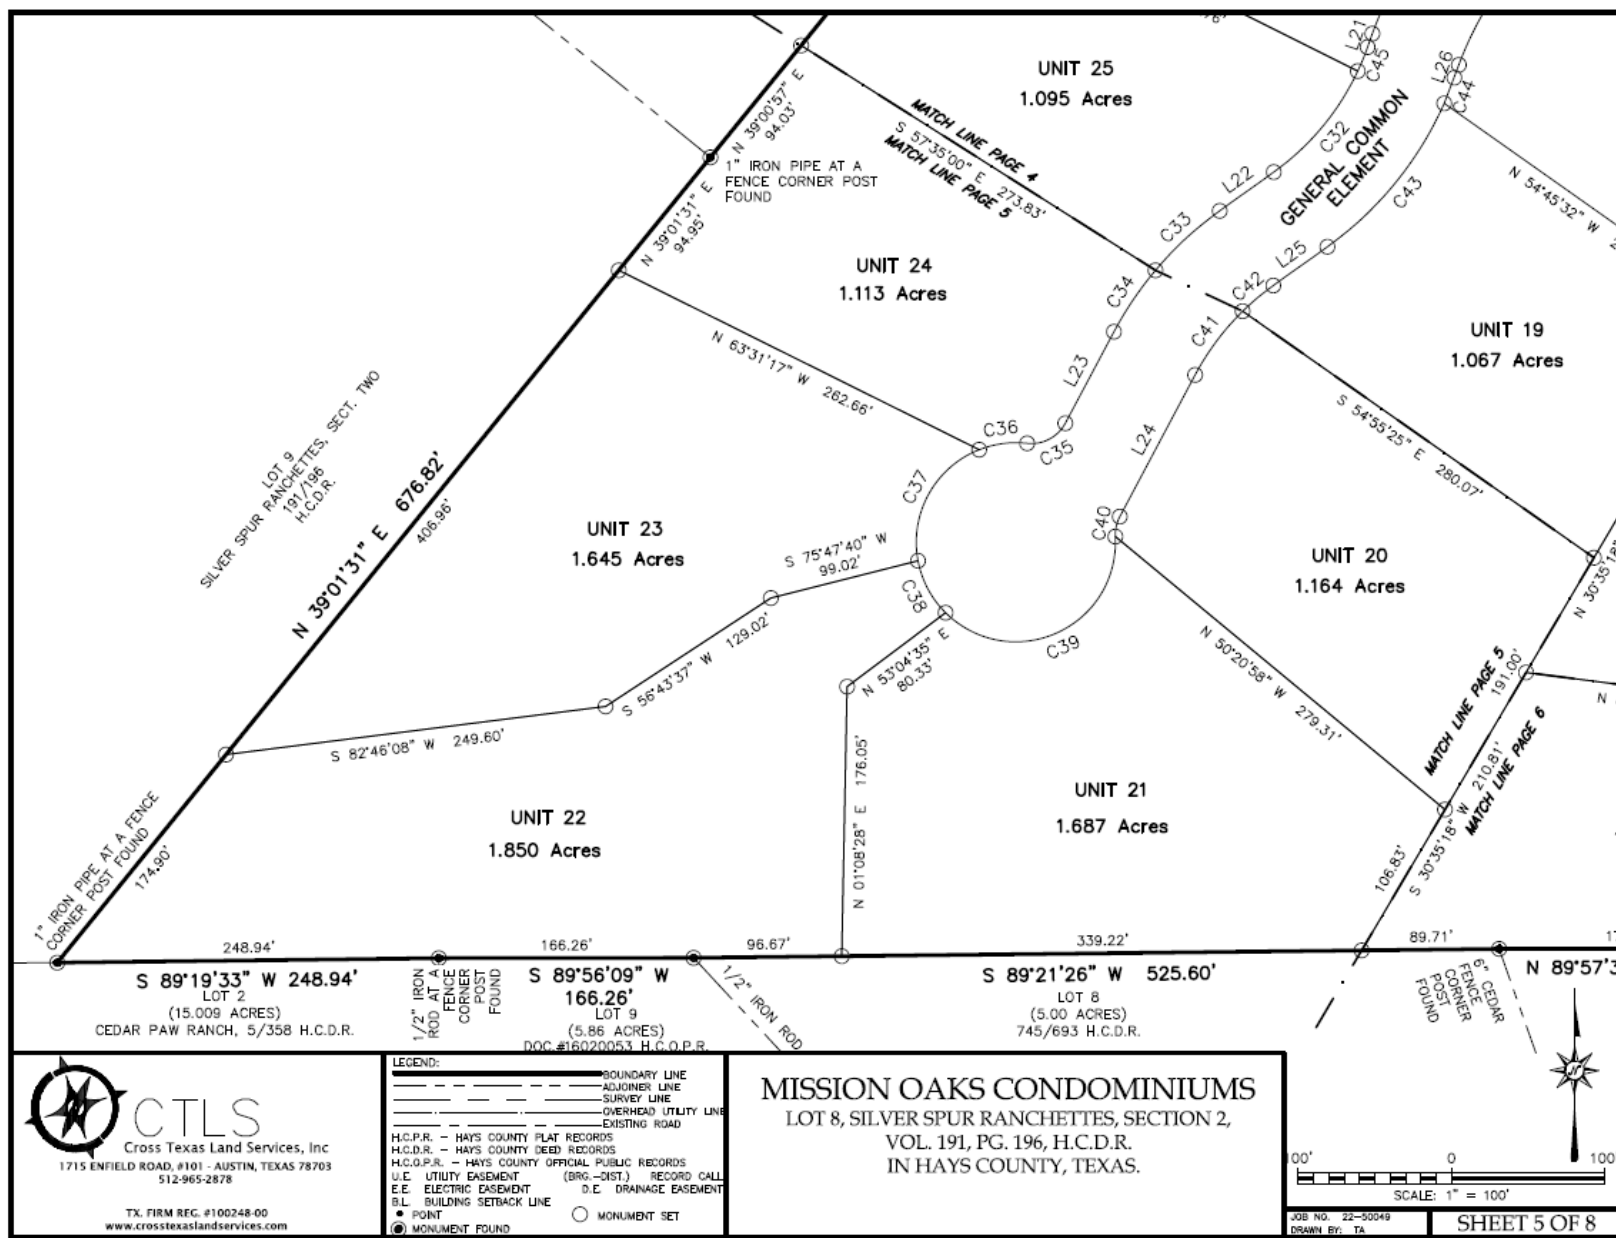 UNIT 25
1.095 Acres
L21
C45
L26
C44
C32
GENERAL COMMON
ELEMENT
C43
N 54°45'32" W
N 39°00'57" E
94.03'
1" IRON PIPE AT A
FENCE CORNER POST
FOUND
MATCH LINE PAGE 4
S 57°35'00" E 273.83'
MATCH LINE PAGE 5
L22
C33
N 39°01'31" E
94.95'
UNIT 24
1.113 Acres
C34
L25
C42
C41
UNIT 19
1.067 Acres
N 63°31'17" W 262.66'
L23
S 54°55'25" E 280.07'
LOT 9
SILVER SPUR RANCHETTES, SECT. TWO
191/196
H.C.D.R.
N 39°01'31" E 676.82'
406.96'
C36
C35
C37
L24
C40
UNIT 23
1.645 Acres
S 75°47'40" W
99.02'
UNIT 20
1.164 Acres
N 30°35'18"
C38
C39
S 56°43'37" W 129.02'
N 53°04'35" E
80.33'
N 50°20'58" W 279.31'
MATCH LINE PAGE 5
191.00'
N
S 82°46'08" W 249.60'
N 01°08'28" E 176.05'
UNIT 22
1.850 Acres
UNIT 21
1.687 Acres
210.81'
MATCH LINE PAGE 6
S 30°35'18" W
106.83'
1" IRON PIPE AT A FENCE
CORNER POST FOUND
174.90'
248.94'
166.26'
96.67'
339.22'
89.71'
17
S 89°19'33" W 248.94'
LOT 2
(15.009 ACRES)
CEDAR PAW RANCH, 5/358 H.C.D.R.
1/2" IRON
ROD AT A
FENCE
CORNER
POST
FOUND
S 89°56'09" W
166.26'
LOT 9
(5.86 ACRES)
DOC.#16020053 H.C.O.P.R.
1/2" IRON ROD
S 89°21'26" W 525.60'
LOT 8
(5.00 ACRES)
745/693 H.C.D.R.
6" CEDAR
FENCE
CORNER
POST
FOUND
N 89°57'3
CTLS
Cross Texas Land Services, Inc
1715 ENFIELD ROAD, #101 - AUSTIN, TEXAS 78703
512-965-2878
TX. FIRM REG. #100248-00
www.crosstexaslandservices.com
LEGEND:
BOUNDARY LINE
ADJOINER LINE
SURVEY LINE
OVERHEAD UTILITY LINE
EXISTING ROAD
H.C.P.R. - HAYS COUNTY PLAT RECORDS
H.C.D.R. - HAYS COUNTY DEED RECORDS
H.C.O.P.R. - HAYS COUNTY OFFICIAL PUBLIC RECORDS
U.E. UTILITY EASEMENT (BRG.-DIST.) RECORD CALL
E.E. ELECTRIC EASEMENT D.E. DRAINAGE EASEMENT
B.L. BUILDING SETBACK LINE
POINT
MONUMENT SET
MONUMENT FOUND
MISSION OAKS CONDOMINIUMS
LOT 8, SILVER SPUR RANCHETTES, SECTION 2,
VOL. 191, PG. 196, H.C.D.R.
IN HAYS COUNTY, TEXAS.
N
100' 0 100
SCALE: 1" = 100'
JOB NO. 22-50049
DRAWN BY: TA
SHEET 5 OF 8